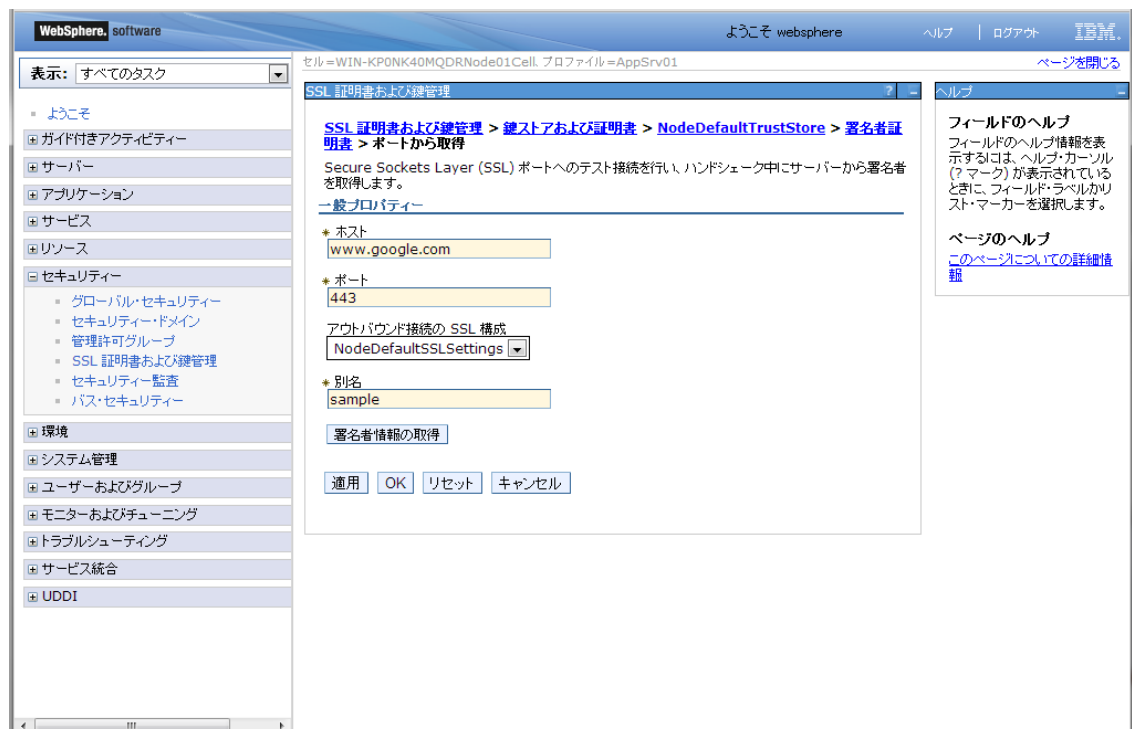 WebSphere. software
ようこそ websphere
ヘルプ | ログアウト
IBM.
表示: すべてのタスク
ようこそ
ガイド付きアクティビティー
サーバー
アプリケーション
サービス
リソース
セキュリティー
グローバル・セキュリティー
セキュリティー・ドメイン
管理許可グループ
SSL 証明書および鍵管理
セキュリティー監査
バス・セキュリティー
環境
システム管理
ユーザーおよびグループ
モニターおよびチューニング
トラブルシューティング
サービス統合
UDDI
セル=WIN-KP0NK40MQDRNode01Cell, プロファイル=AppSrv01
ページを閉じる
SSL 証明書および鍵管理
? -
SSL 証明書および鍵管理 > 鍵ストアおよび証明書 > NodeDefaultTrustStore > 署名者証
明書 > ポートから取得
Secure Sockets Layer (SSL) ポートへのテスト接続を行い、ハンドシェーク中にサーバーから署名者
を取得します。
一般プロパティー
* ホスト
www.google.com
* ポート
443
アウトバウンド接続の SSL 構成
NodeDefaultSSLSettings
* 別名
sample
署名者情報の取得
適用 OK リセット キャンセル
ヘルプ -
フィールドのヘルプ
フィールドのヘルプ情報を表
示するには、ヘルプ・カーソル
(? マーク) が表示されている
ときに、フィールド・ラベルかリ
スト・マーカーを選択します。
ページのヘルプ
このページについての詳細情
報